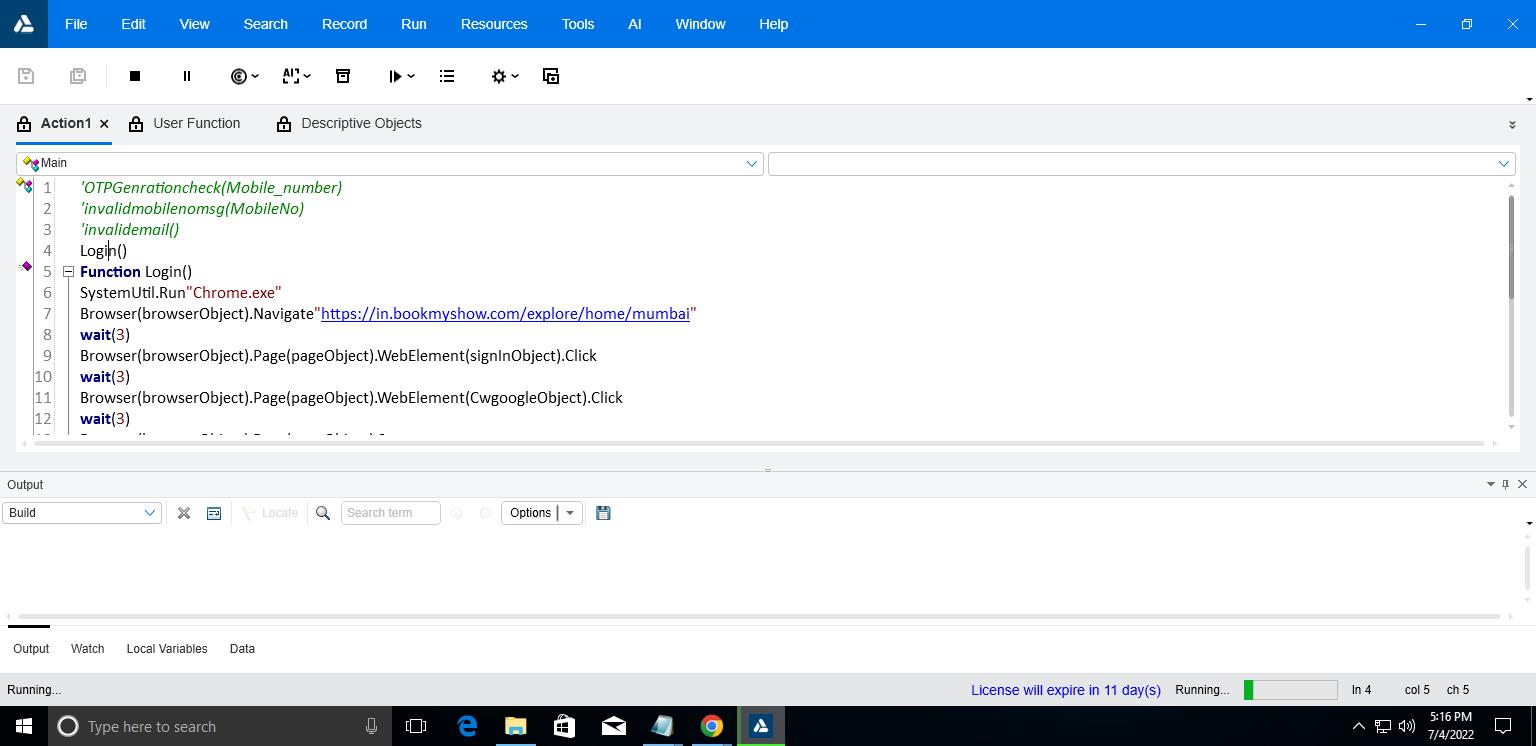 File Edit View Search Record Run Resources Tools AI Window Help
Action1 User Function Descriptive Objects
Main
1 'OTPGenrationcheck(Mobile_number)
2 'invalidmobilenomsg(MobileNo)
3 'invalidemail()
4 Login()
5 Function Login()
6 SystemUtil.Run"Chrome.exe"
7 Browser(browserObject).Navigate"https://in.bookmyshow.com/explore/home/mumbai"
8 wait(3)
9 Browser(browserObject).Page(pageObject).WebElement(signInObject).Click
10 wait(3)
11 Browser(browserObject).Page(pageObject).WebElement(CwgoogleObject).Click
12 wait(3)
Output
Build Locate Search term Options
Output Watch Local Variables Data
Running... License will expire in 11 day(s) Running... ln 4 col 5 ch 5
Type here to search
5:16 PM
7/4/2022